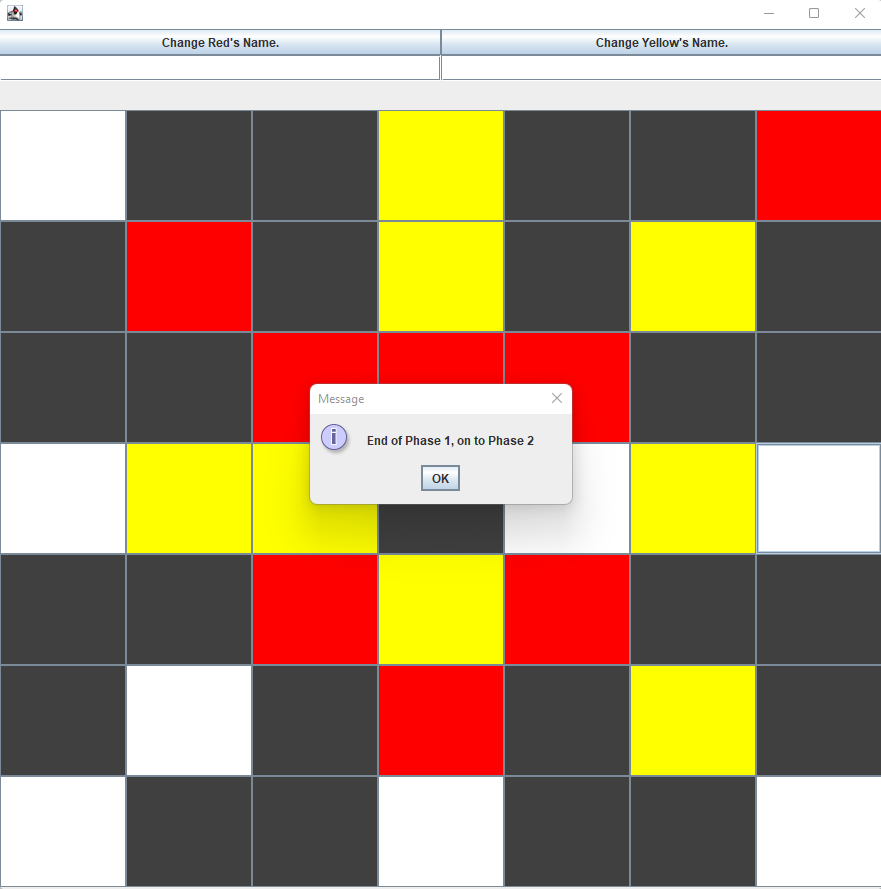 Change Red's Name.
Change Yellow's Name.
Message
End of Phase 1, on to Phase 2
OK